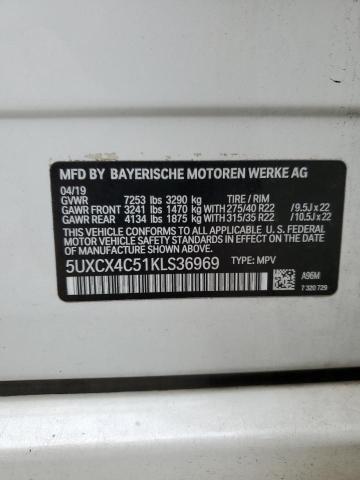 MFD BY BAYERISCHE MOTOREN WERKE AG
04/19
GVWR 7253 lbs 3290 kg TIRE / RIM
GAWR FRONT 3241 lbs 1470 kg WITH 275/40 R22 /9.5J x 22
GAWR REAR 4134 lbs 1875 kg WITH 315/35 R22 /10.5J x 22
THIS VEHICLE CONFORMS TO ALL APPLICABLE
FEDERAL MOTOR VEHICLE SAFETY STANDARDS
IN EFFECT ON THE DATE OF MANUFACTURE SHOWN ABOVE.
5UXCX4C51KLS36969 TYPE: MPV
A96M
7 320 729